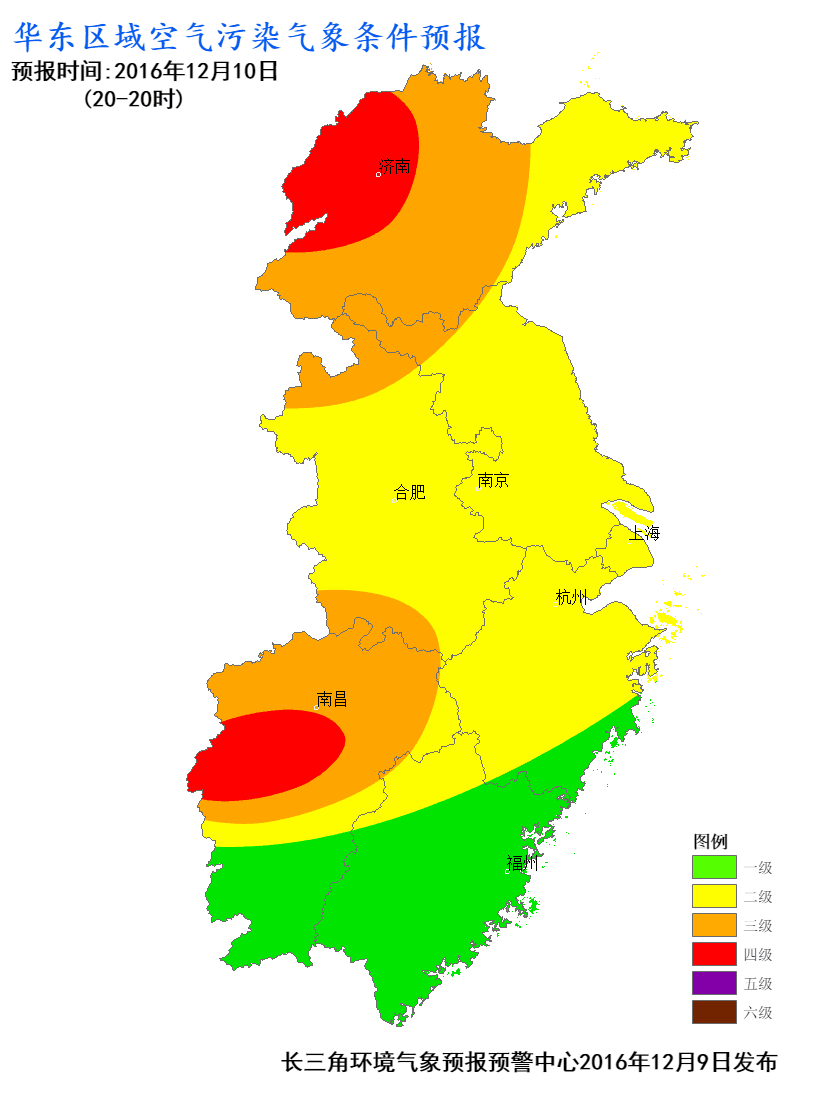 华东区域空气污染气象条件预报
预报时间:2016年12月10日
(20-20时)
济南
合肥
南京
上海
杭州
南昌
福州
图例
一级
二级
三级
四级
五级
六级
长三角环境气象预报预警中心2016年12月9日发布